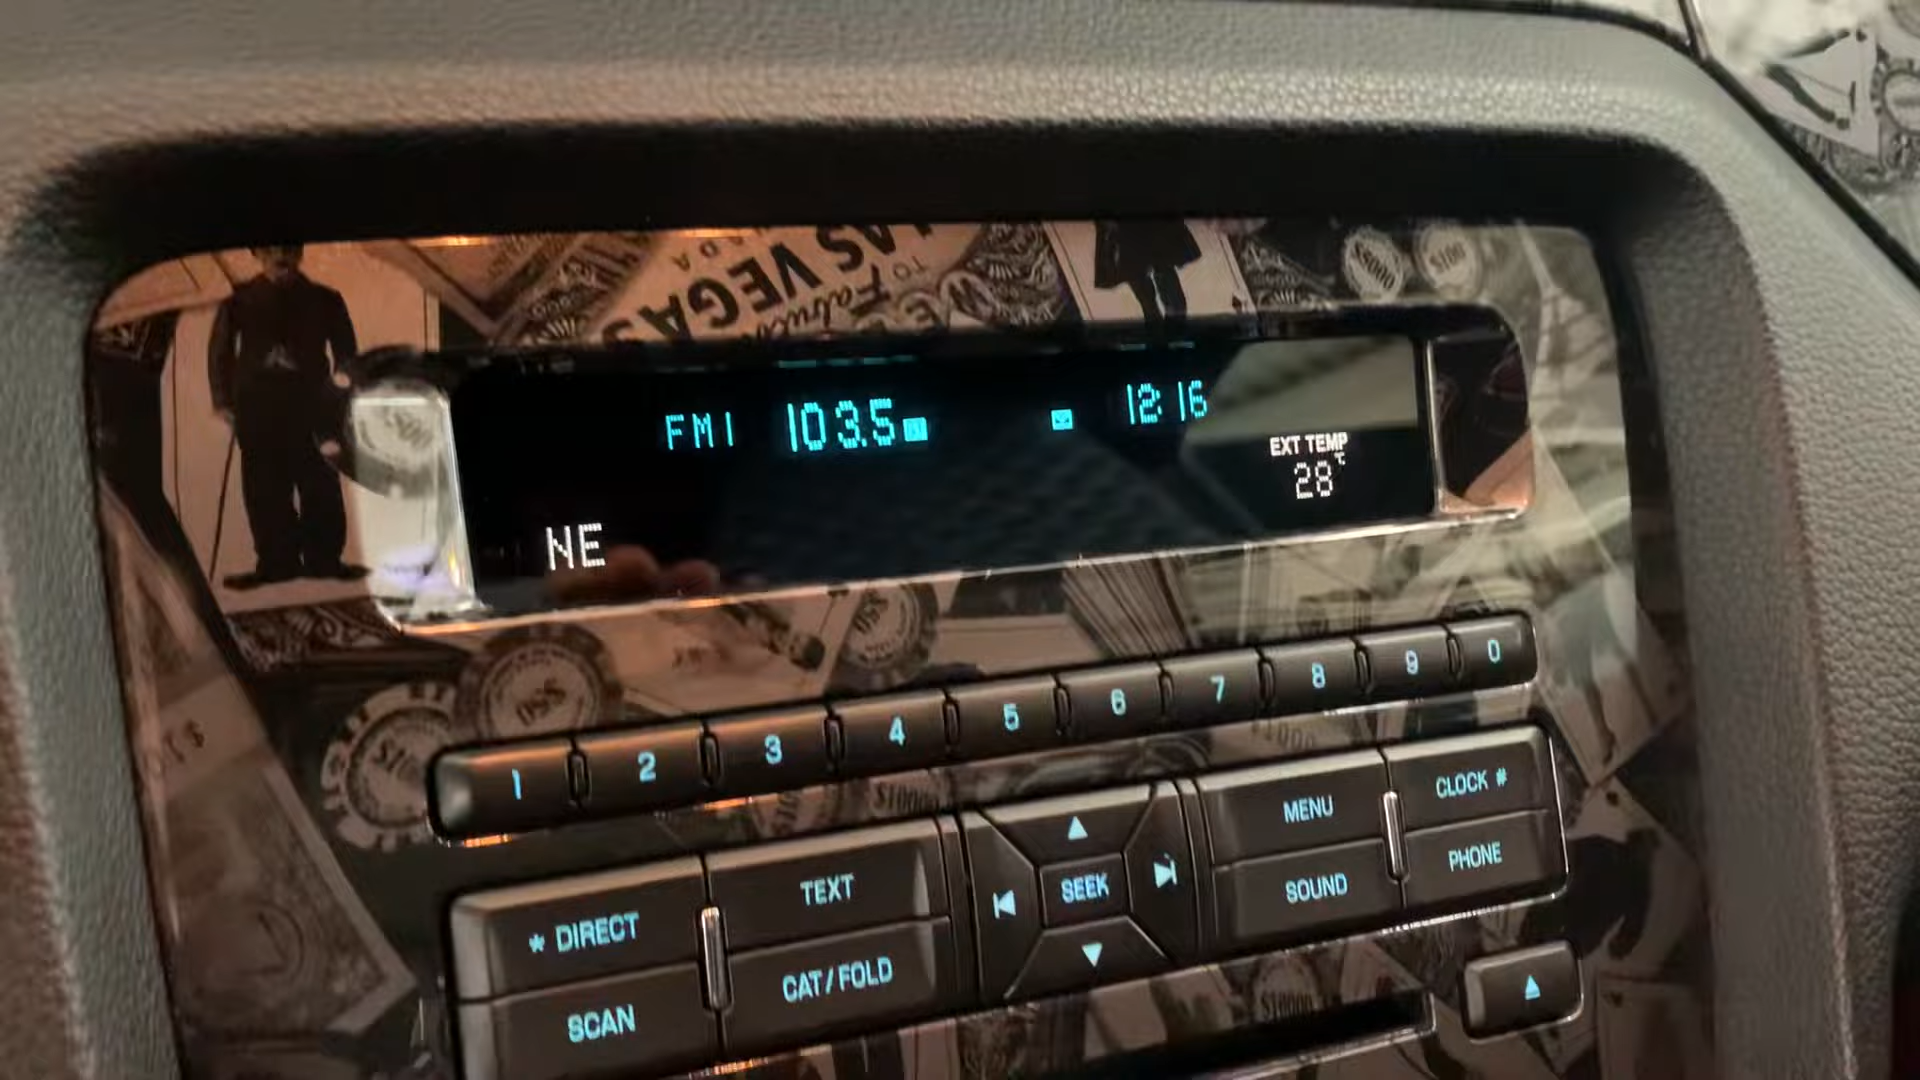 LAS VEGAS
FM1 103.5 12:16
EXT TEMP
28°C
NE
1 2 3 4 5 6 7 8 9 0
* DIRECT TEXT SEEK MENU CLOCK #
SCAN CAT/FOLD SOUND PHONE